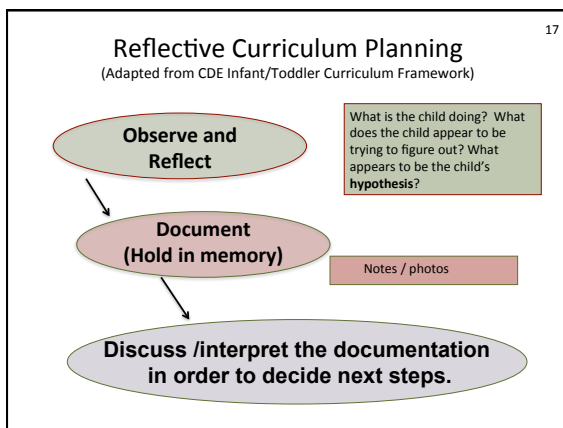 17
Reflective Curriculum Planning
(Adapted from CDE Infant/Toddler Curriculum Framework)
Observe and
Reflect
What is the child doing?  What
does the child appear to be
trying to figure out? What
appears to be the child's
hypothesis?
Document
(Hold in memory)
Notes / photos
Discuss /interpret the documentation
in order to decide next steps.